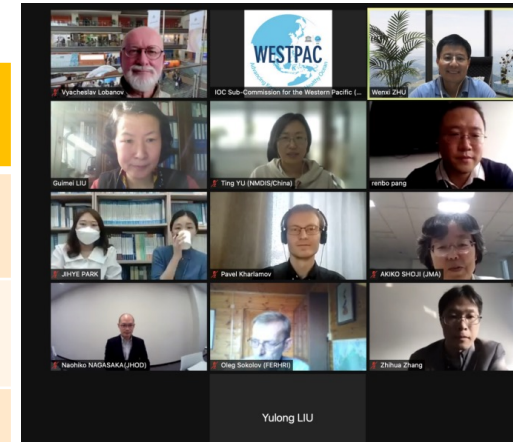 Vyacheslav Lobanov
WESTPAC
IOC Sub-Commission for the Western Pacific (...
Wenxi ZHU
Guimei LIU
Ting YU (NMDIS/China)
renbo pang
JIHYE PARK
Pavel Kharlamov
AKIKO SHOJI (JMA)
Naohiko NAGASAKA(JHOD)
Oleg Sokolov (FERHRI)
Zhihua Zhang
Yulong LIU